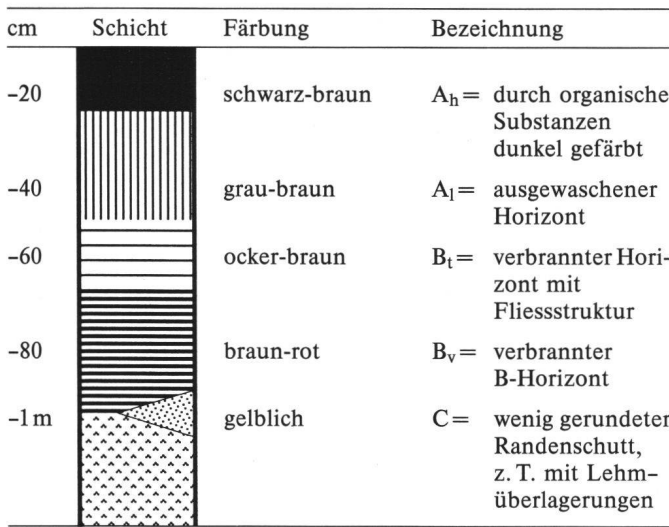 cm Schicht Färbung Bezeichnung
-20 schwarz-braun Ah= durch organische
Substanzen
dunkel gefärbt
-40 grau-braun Al= ausgewaschener
Horizont
-60 ocker-braun Bt= verbrannter Hori-
zont mit
Fliessstruktur
-80 braun-rot Bv= verbrannter
B-Horizont
-1m gelblich C= wenig gerundeter
Randenschutt,
z. T. mit Lehm-
überlagerungen